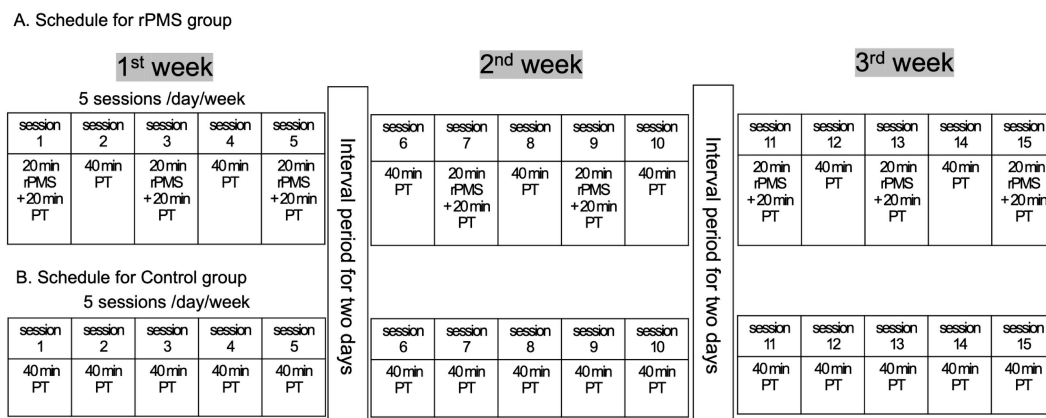 A. Schedule for rPMS group
1st week
2nd week
3rd week
5 sessions /day/week
session session session session session
1 2 3 4 5
20 min 40 min 20 min 40 min 20 min
rPMS PT rPMS PT rPMS
+20 min +20 min +20 min
PT PT PT
Interval period for two days
session session session session session
6 7 8 9 10
40 min 20 min 40 min 20 min 40 min
PT rPMS PT rPMS PT
+20 min +20 min
PT PT
Interval period for two days
session session session session session
11 12 13 14 15
20 min 40 min 20 min 40 min 20 min
rPMS PT rPMS PT rPMS
+20 min +20 min +20 min
PT PT PT
B. Schedule for Control group
5 sessions /day/week
session session session session session
1 2 3 4 5
40 min 40 min 40 min 40 min 40 min
PT PT PT PT PT
session session session session session
6 7 8 9 10
40 min 40 min 40 min 40 min 40 min
PT PT PT PT PT
session session session session session
11 12 13 14 15
40 min 40 min 40 min 40 min 40 min
PT PT PT PT PT